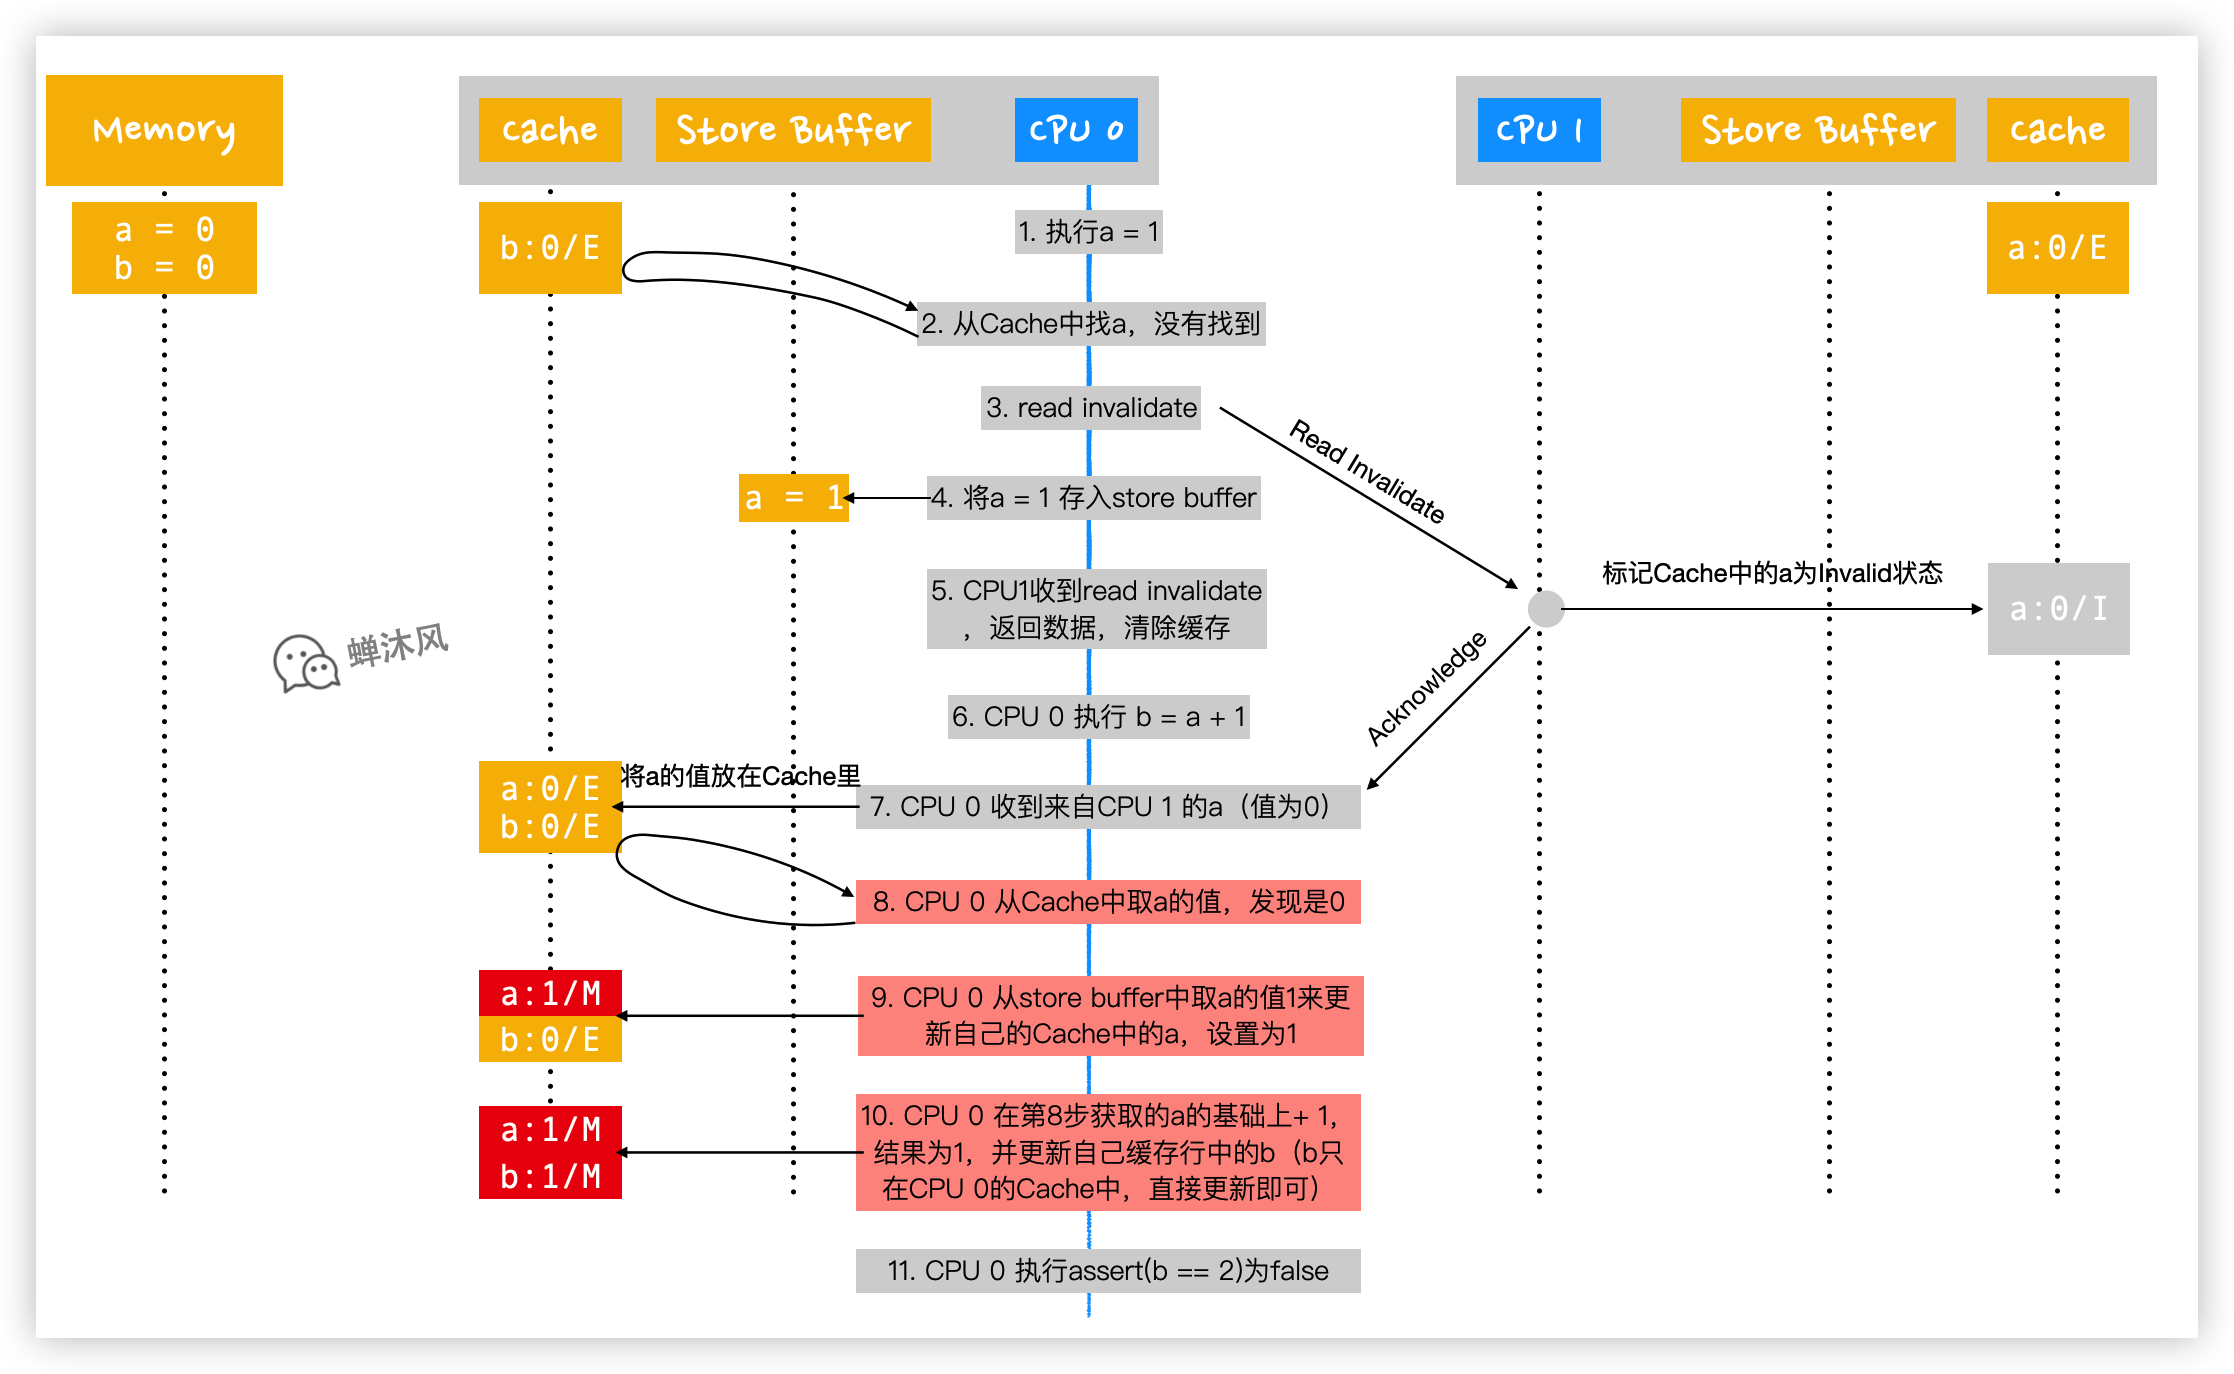 Memory
Cache
Store Buffer
CPU 0
CPU 1
Store Buffer
Cache
a = 0
b = 0
b:0/E
1. 执行a = 1
a:0/E
2. 从Cache中找a，没有找到
3. read invalidate
Read Invalidate
a = 1
4. 将a = 1 存入store buffer
5. CPU1收到read invalidate
，返回数据，清除缓存
标记Cache中的a为Invalid状态
a:0/I
蝉沐风
Acknowledge
6. CPU 0 执行 b = a + 1
a:0/E
b:0/E
将a的值放在Cache里
7. CPU 0 收到来自CPU 1 的a（值为0）
8. CPU 0 从Cache中取a的值，发现是0
a:1/M
b:0/E
9. CPU 0 从store buffer中取a的值1来更
新自己的Cache中的a，设置为1
a:1/M
b:1/M
10. CPU 0 在第8步获取的a的基础上+ 1,
结果为1，并更新自己缓存行中的b（b只
在CPU 0的Cache中，直接更新即可）
11. CPU 0 执行assert(b == 2)为false